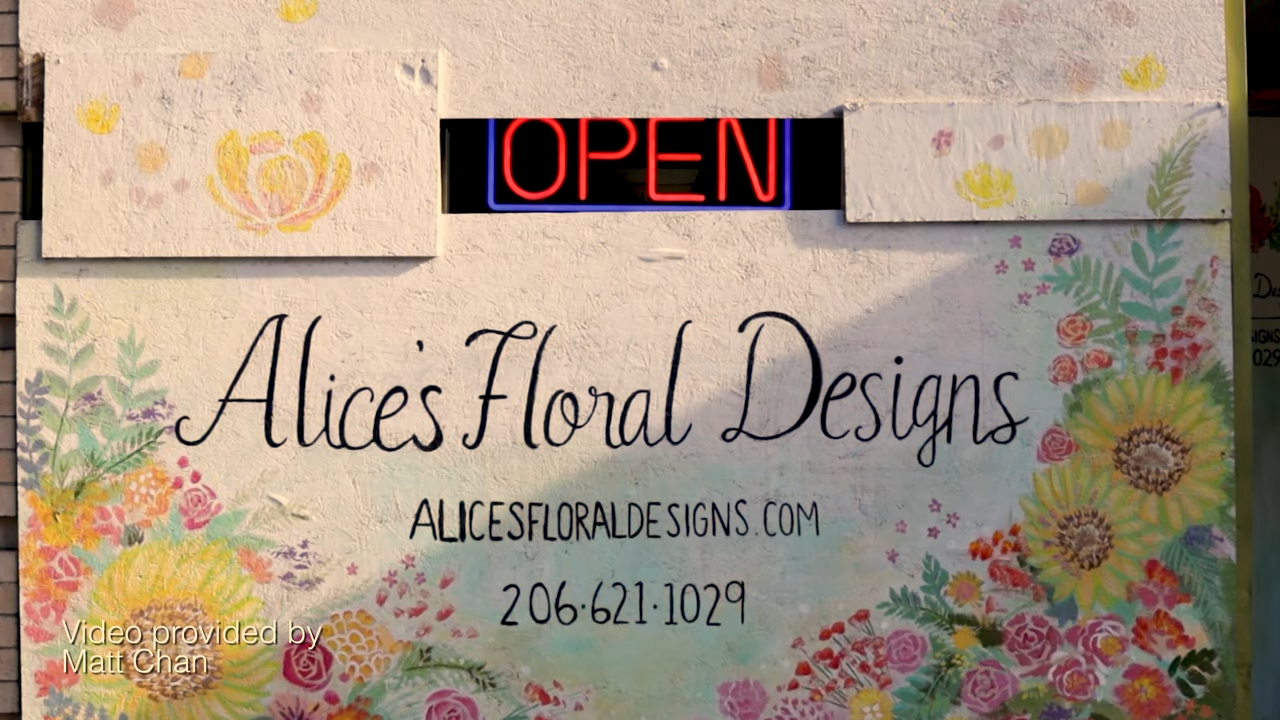 OPEN
Alice's Floral Designs
ALICESFLORALDESIGNS.COM
206·621·1029
Video provided by
Matt Chan